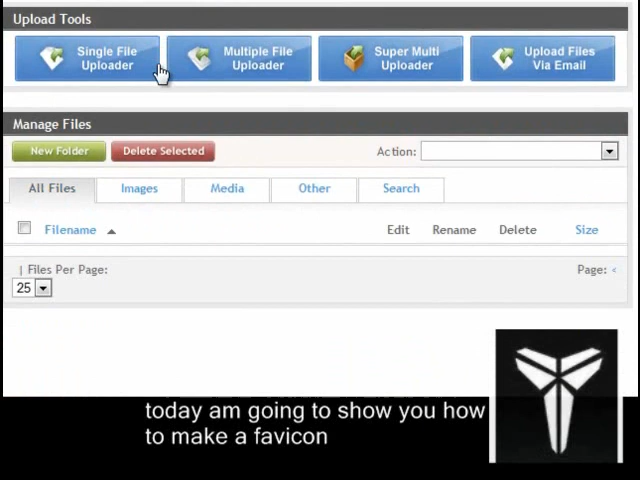 Upload Tools
Single File Uploader
Multiple File Uploader
Super Multi Uploader
Upload Files Via Email
Manage Files
New Folder Delete Selected Action:
All Files Images Media Other Search
Filename Edit Rename Delete Size
| Files Per Page: Page: <
25
today am going to show you how
to make a favicon